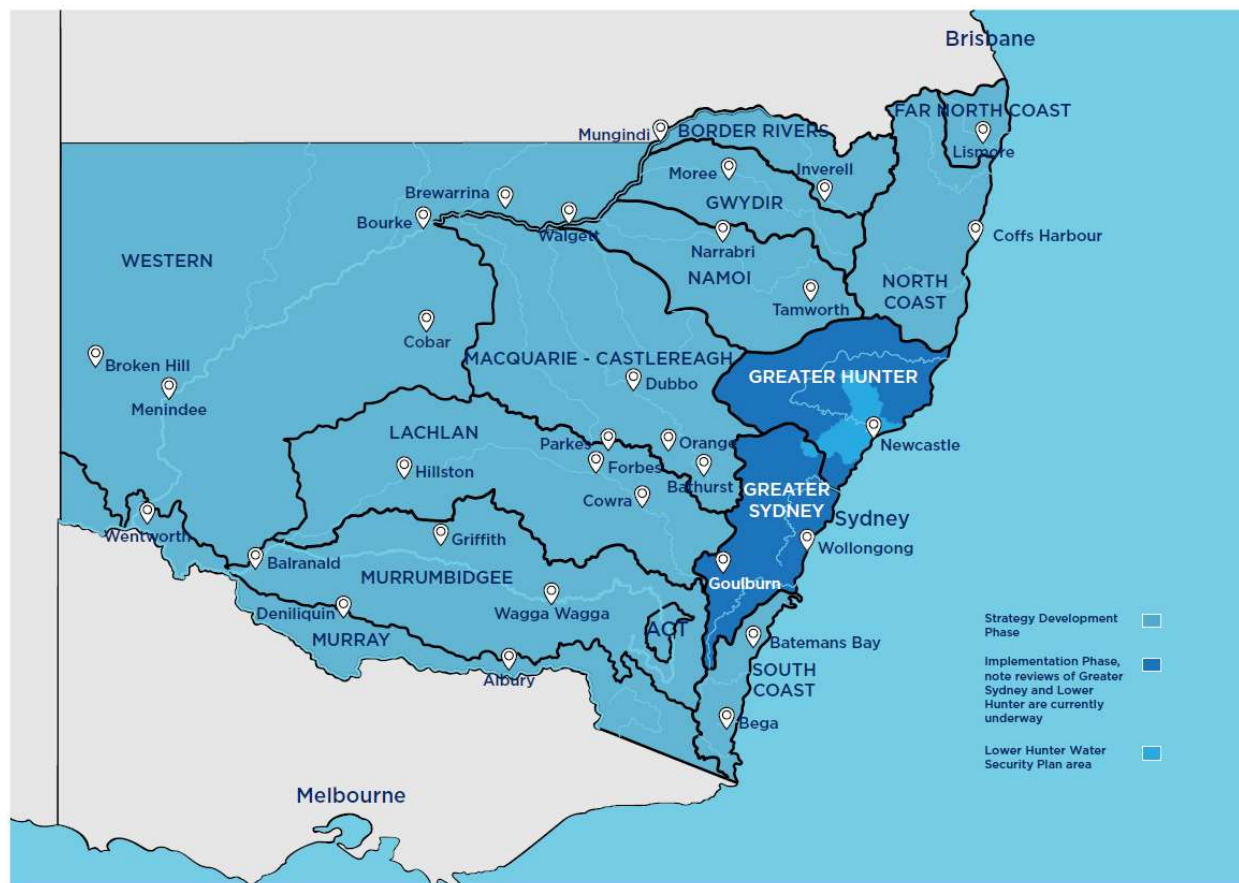 Brisbane
FAR NORTH COAST
Lismore
Mungindi
BORDER RIVERS
Moree
Inverell
GWYDIR
Brewarrina
Bourke
Walgett
Narrabri
Coffs Harbour
WESTERN
NAMOI
Tamworth
NORTH
COAST
Cobar
Broken Hill
Menindee
MACQUARIE - CASTLEREAGH
Dubbo
GREATER HUNTER
Newcastle
LACHLAN
Hillston
Parkes
Forbes
Orange
Bathurst
Cowra
GREATER
SYDNEY
Sydney
Wollongong
Goulburn
Wentworth
Balranald
Griffith
MURRUMBIDGEE
Deniliquin
Wagga Wagga
ACT
MURRAY
Albury
Batemans Bay
SOUTH
COAST
Bega
Melbourne
Strategy Development
Phase
Implementation Phase,
note reviews of Greater
Sydney and Lower
Hunter are currently
underway
Lower Hunter Water
Security Plan area